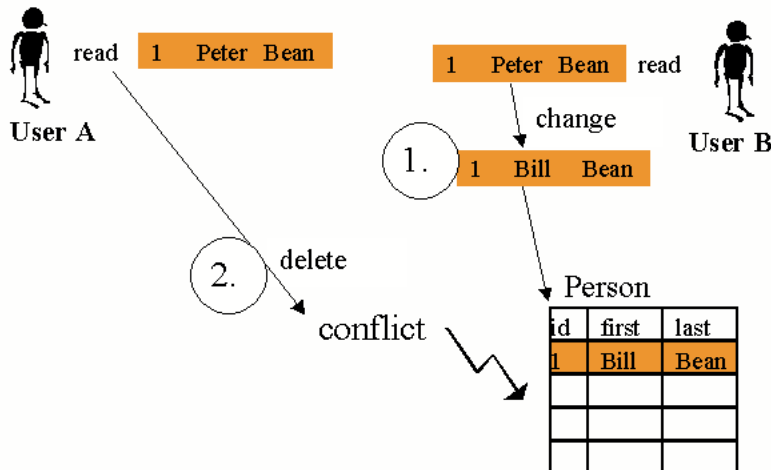 read 1 Peter Bean
User A
1 Peter Bean read
User B
change
1. 1 Bill Bean
2. delete
conflict
Person
id first last
1 Bill Bean